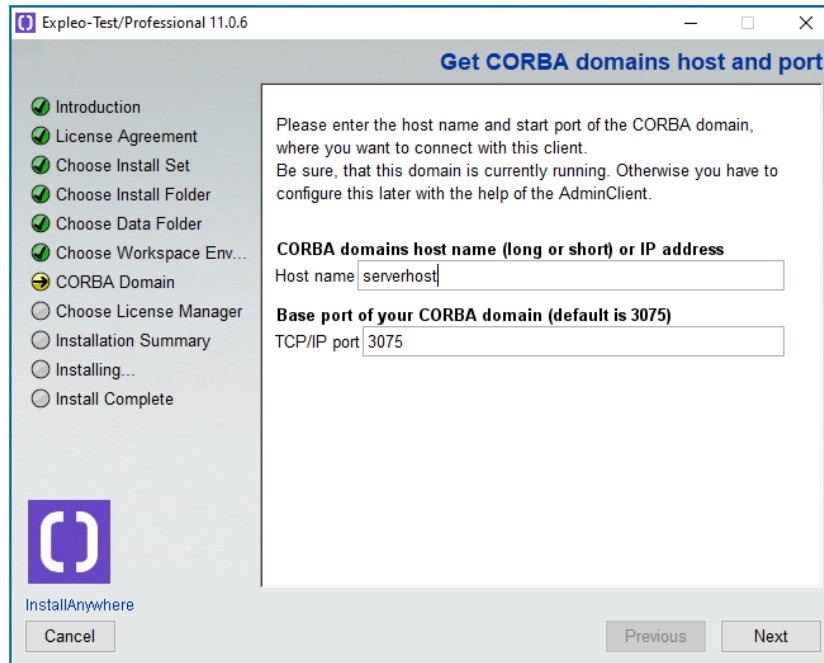 Expleo-Test/Professional 11.0.6
Get CORBA domains host and port
Introduction
License Agreement
Choose Install Set
Choose Install Folder
Choose Data Folder
Choose Workspace Env...
CORBA Domain
Choose License Manager
Installation Summary
Installing...
Install Complete
Please enter the host name and start port of the CORBA domain,
where you want to connect with this client.
Be sure, that this domain is currently running. Otherwise you have to
configure this later with the help of the AdminClient.
CORBA domains host name (long or short) or IP address
Host name serverhost
Base port of your CORBA domain (default is 3075)
TCP/IP port 3075
InstallAnywhere
Cancel Previous Next